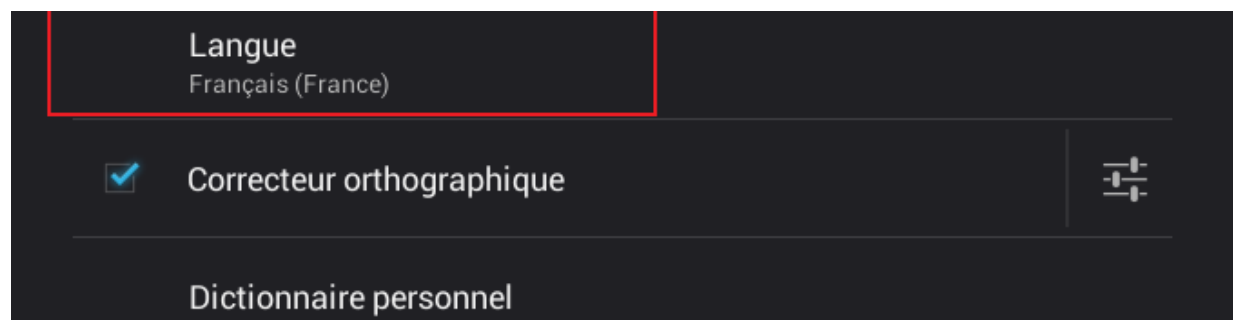 Langue
Français (France)
Correcteur orthographique
Dictionnaire personnel